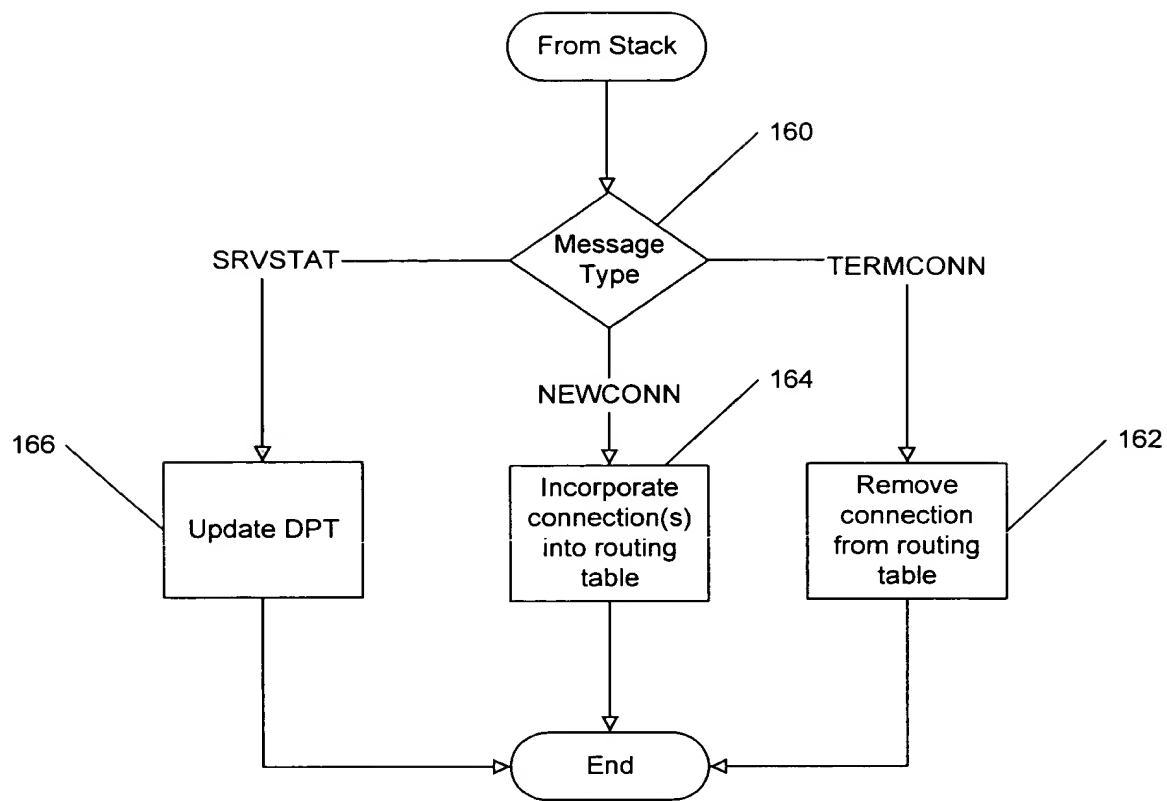 From Stack
160
Message
Type
SRVSTAT
TERMCONN
NEWCONN
164
166
162
Update DPT
Incorporate
connection(s)
into routing
table
Remove
connection
from routing
table
End